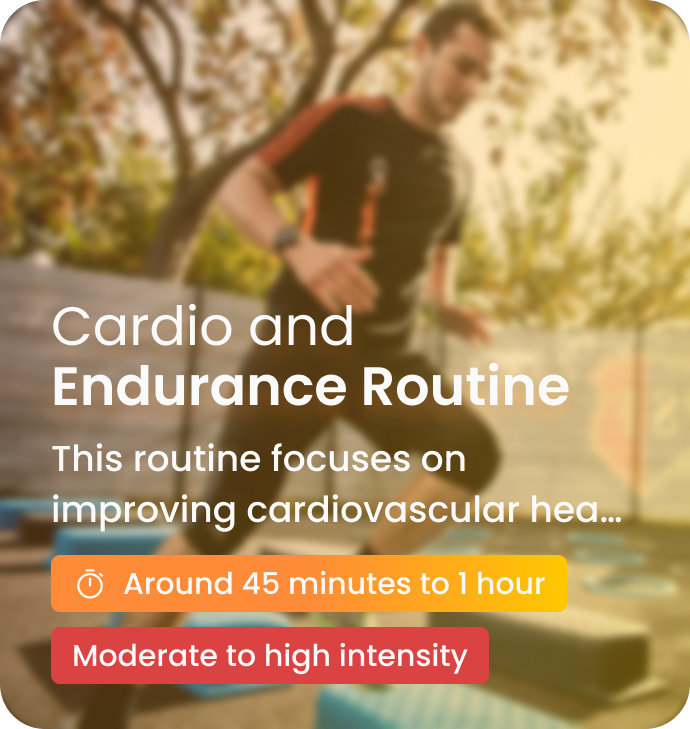 Cardio and
Endurance Routine
This routine focuses on
improving cardiovascular hea...
Around 45 minutes to 1 hour
Moderate to high intensity